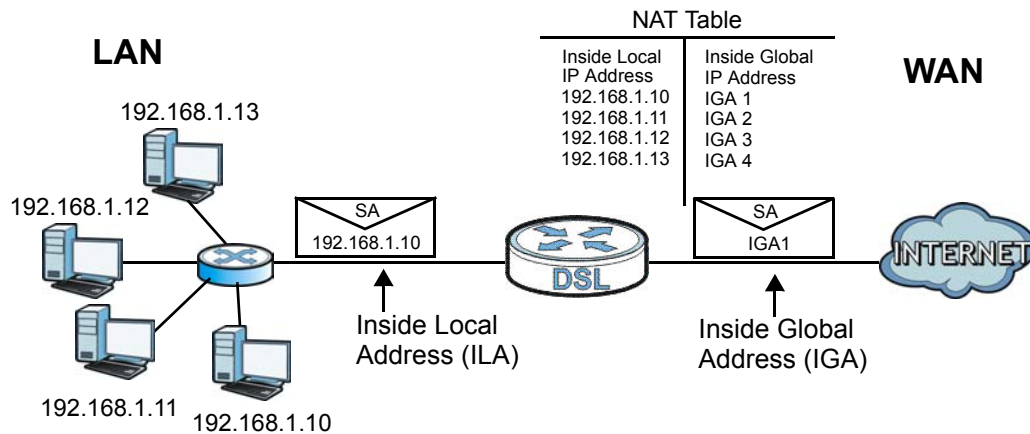 NAT Table
LAN
WAN
Inside Local
IP Address
192.168.1.10
192.168.1.11
192.168.1.12
192.168.1.13
Inside Global
IP Address
IGA 1
IGA 2
IGA 3
IGA 4
192.168.1.13
192.168.1.12
192.168.1.11
192.168.1.10
SA
192.168.1.10
Inside Local
Address (ILA)
DSL
SA
IGA1
Inside Global
Address (IGA)
INTERNET